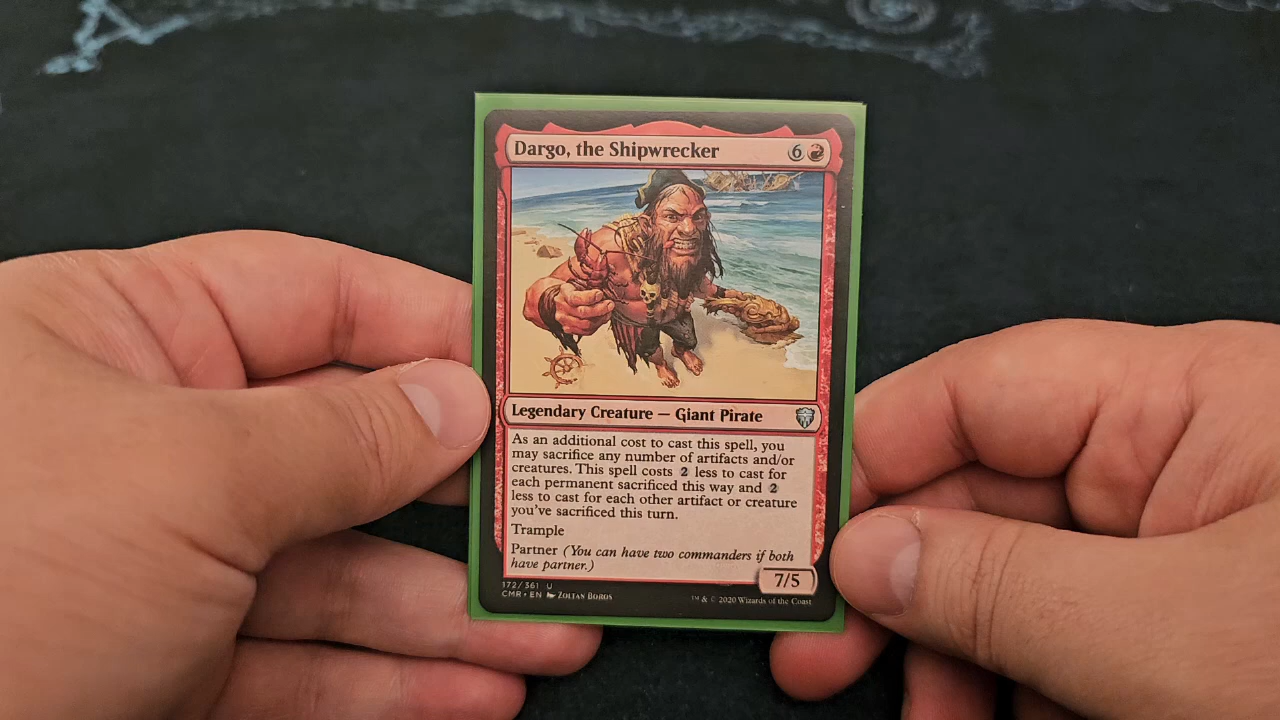 Dargo, the Shipwrecker 6
Legendary Creature — Giant Pirate
As an additional cost to cast this spell, you
may sacrifice any number of artifacts and/or
creatures. This spell costs 2 less to cast for
each permanent sacrificed this way and 2
less to cast for each other artifact or creature
you've sacrificed this turn.
Trample
Partner (You can have two commanders if both
have partner.)
7/5
172/361 U
CMR • EN Zoltan Boros
™ & © 2020 Wizards of the Coast